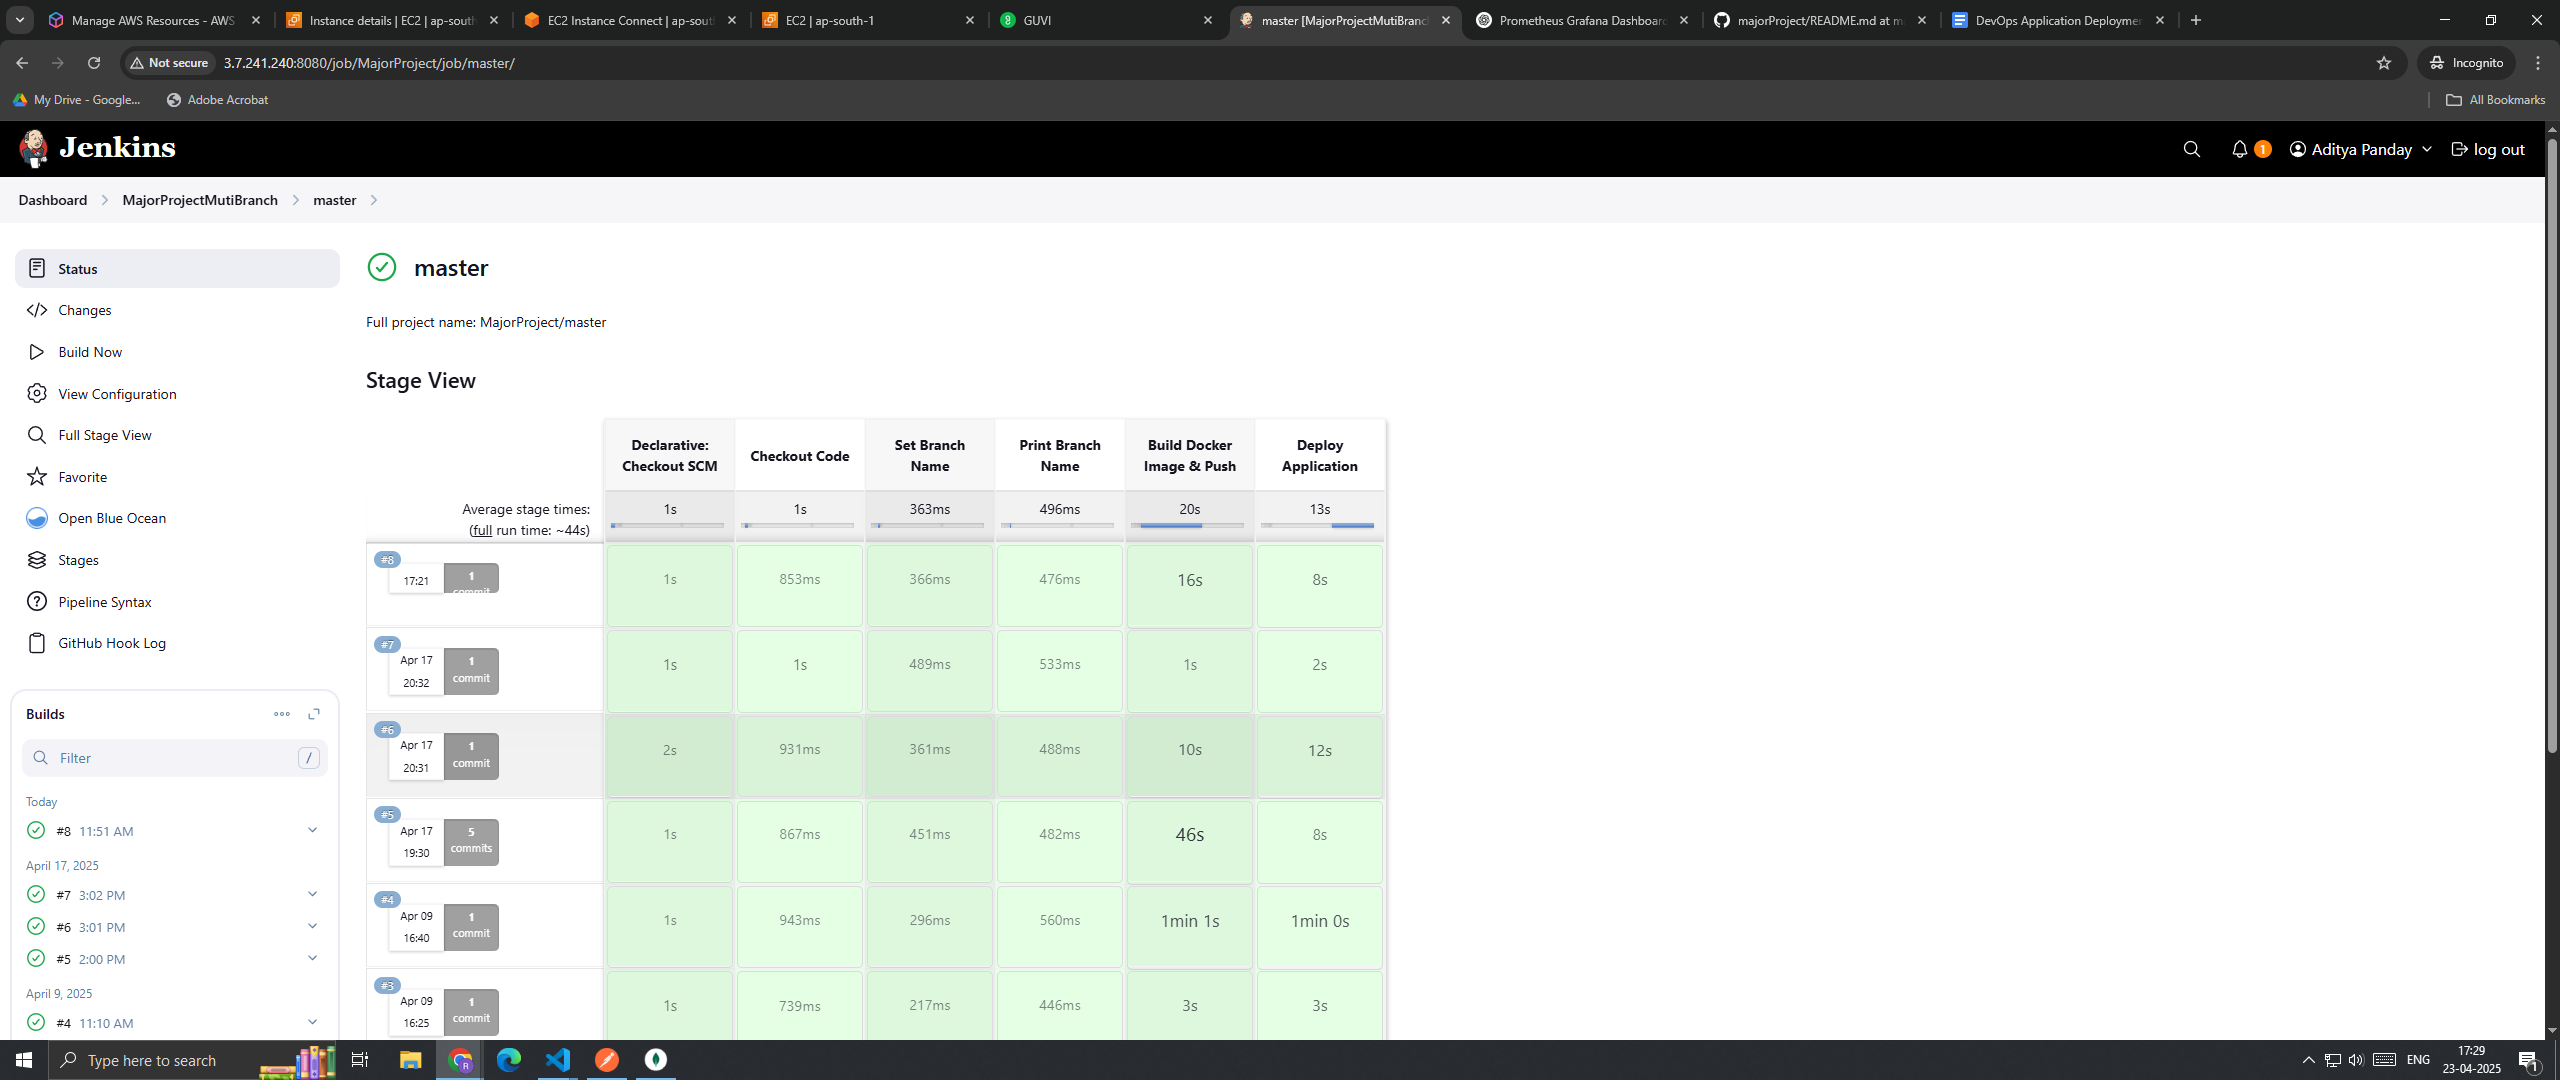 Manage AWS Resources - AWS
Instance details | EC2 | ap-south
EC2 Instance Connect | ap-sout
EC2 | ap-south-1
GUVI
master [MajorProjectMutiBranch
Prometheus Grafana Dashboard
majorProject/README.md at m
DevOps Application Deploymen
Not secure
3.7.241.240:8080/job/MajorProject/job/master/
Incognito
My Drive - Google...
Adobe Acrobat
All Bookmarks
Jenkins
1
Aditya Panday
log out
Dashboard
MajorProjectMutiBranch
master
Status
Changes
Build Now
View Configuration
Full Stage View
Favorite
Open Blue Ocean
Stages
Pipeline Syntax
GitHub Hook Log
Builds
Filter
/
Today
#8 11:51 AM
April 17, 2025
#7 3:02 PM
#6 3:01 PM
#5 2:00 PM
April 9, 2025
#4 11:10 AM
master
Full project name: MajorProject/master
Stage View
Declarative:
Checkout SCM
Checkout Code
Set Branch
Name
Print Branch
Name
Build Docker
Image & Push
Deploy
Application
Average stage times:
(full run time: ~44s)
1s
1s
363ms
496ms
20s
13s
#8
17:21
1
commit
1s
853ms
366ms
476ms
16s
8s
#7
Apr 17
20:32
1
commit
1s
1s
489ms
533ms
1s
2s
#6
Apr 17
20:31
1
commit
2s
931ms
361ms
488ms
10s
12s
#5
Apr 17
19:30
5
commits
1s
867ms
451ms
482ms
46s
8s
#4
Apr 09
16:40
1
commit
1s
943ms
296ms
560ms
1min 1s
1min 0s
#3
Apr 09
16:25
1
commit
1s
739ms
217ms
446ms
3s
3s
Type here to search
R
ENG
17:29
23-04-2025
1